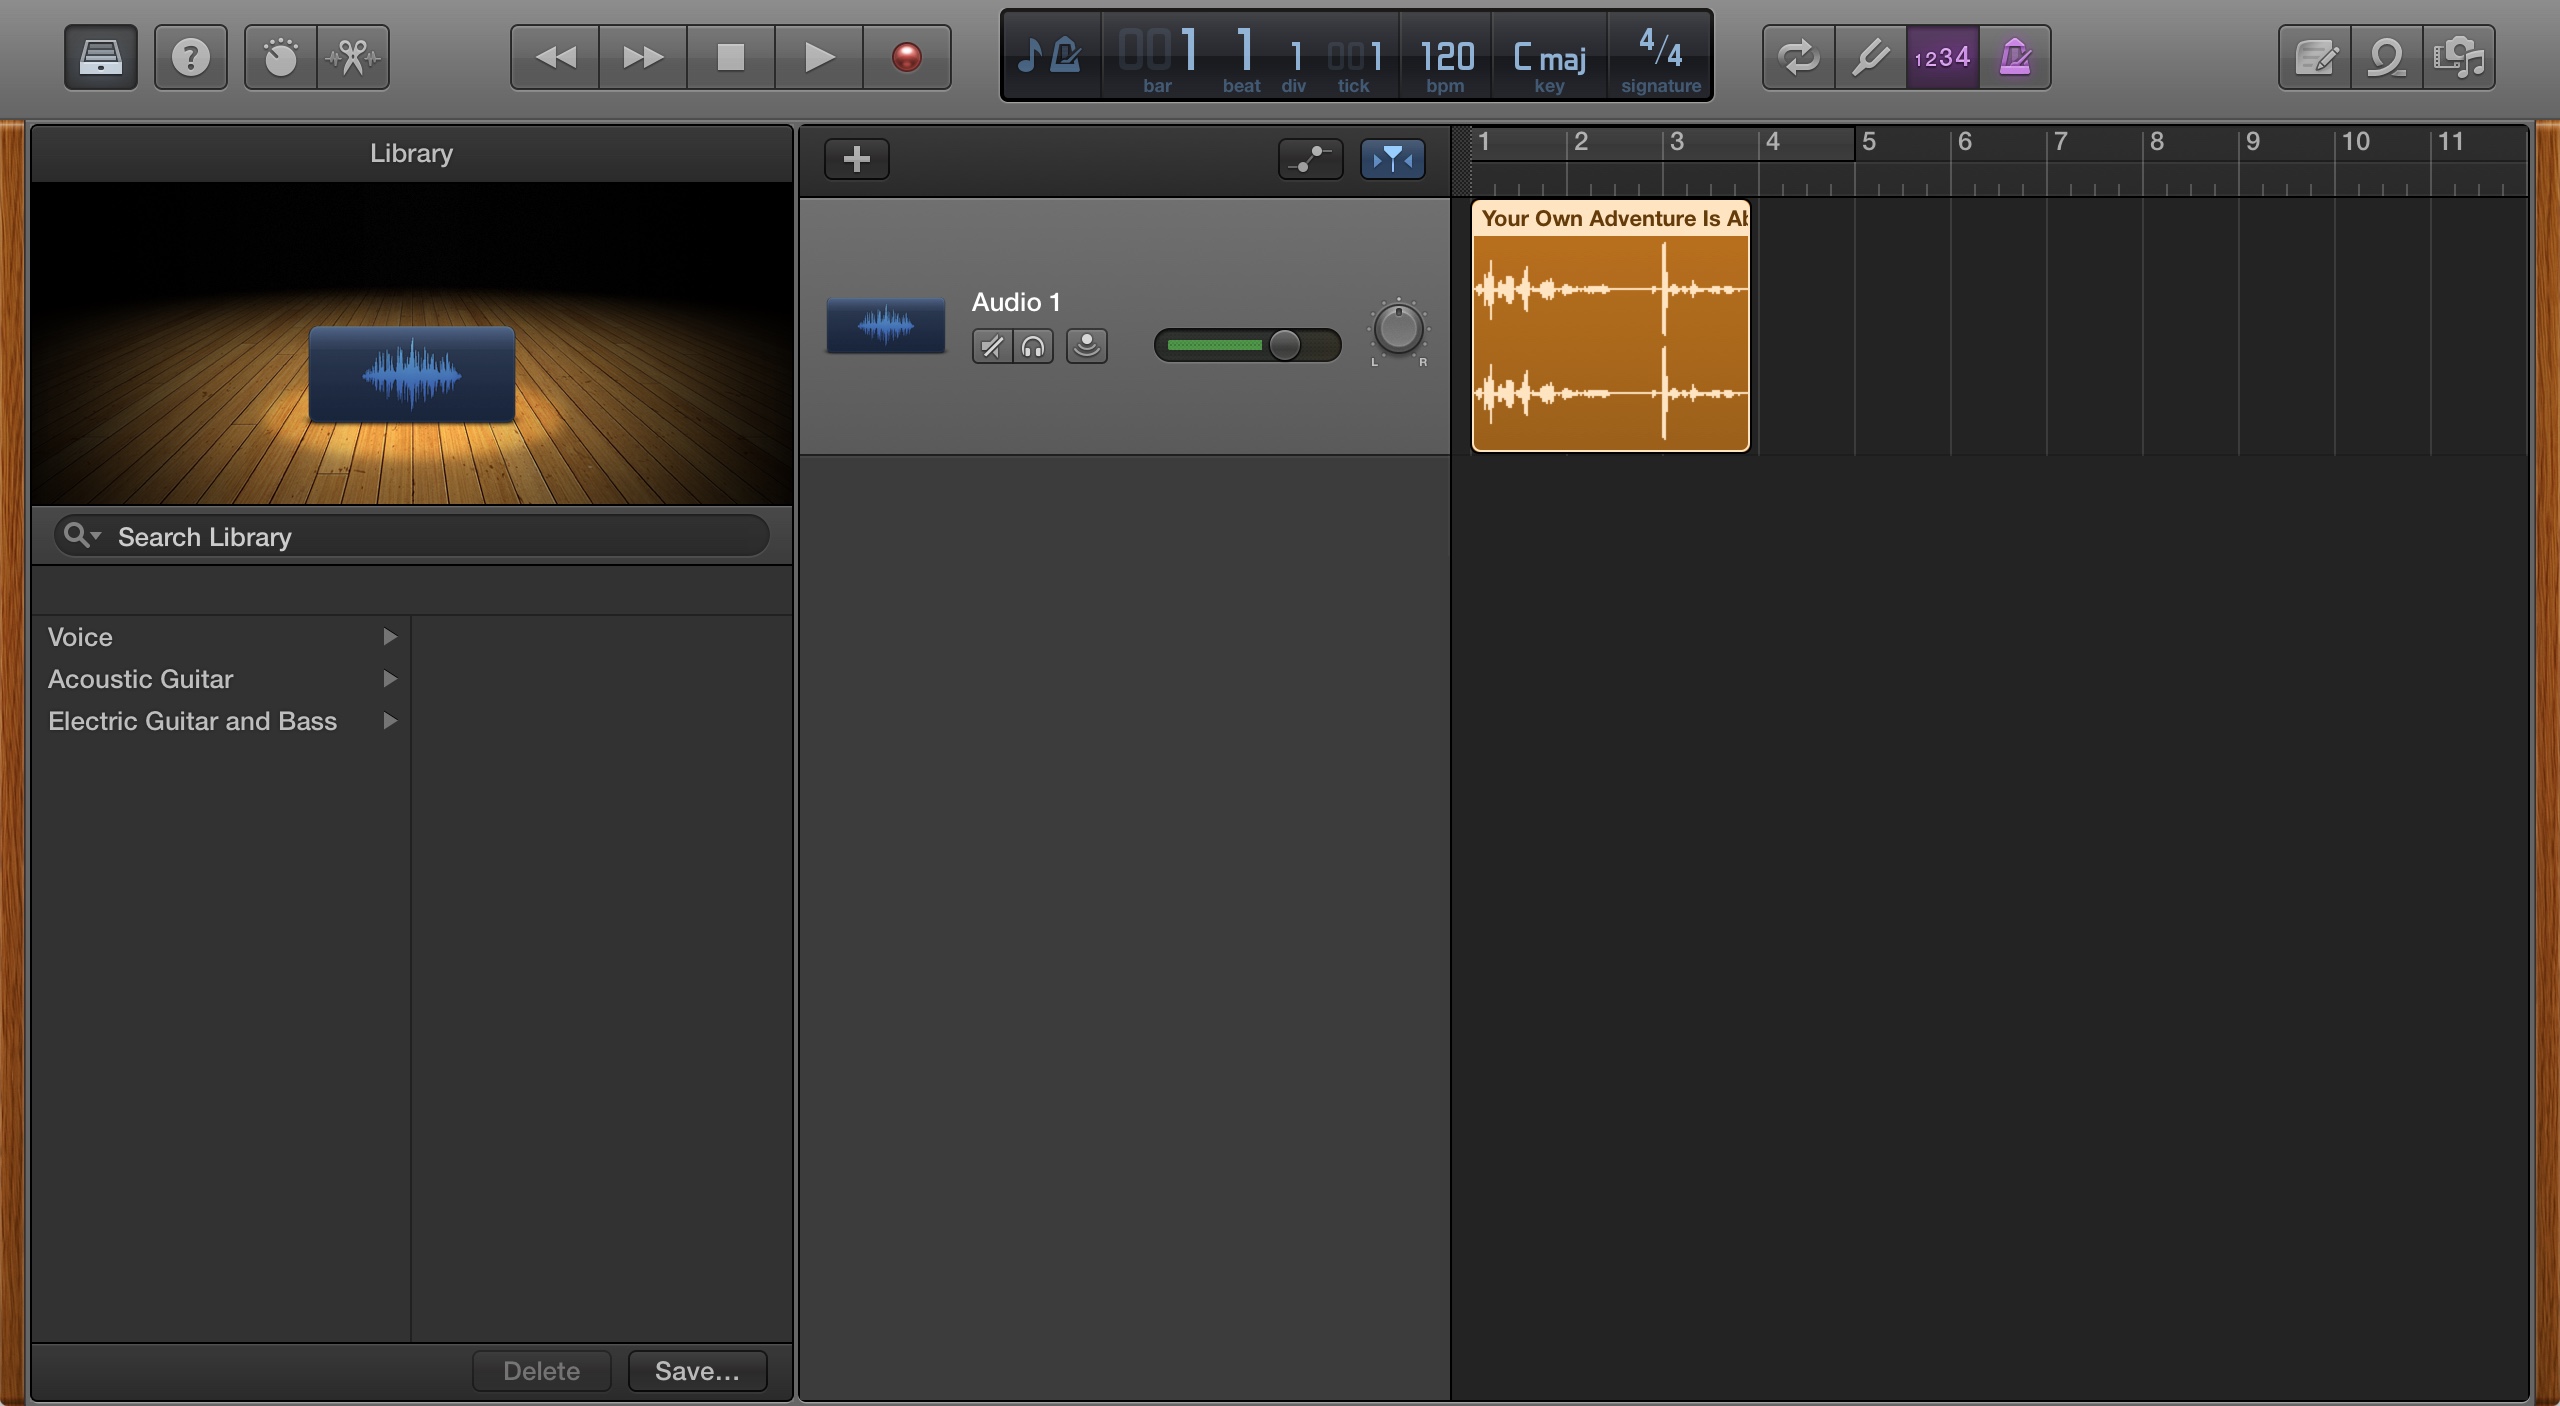 001 1 1 001 120 C maj 4/4
bar beat div tick bpm key signature
1234
Library
1 2 3 4 5 6 7 8 9 10 11
Your Own Adventure Is Ab
Audio 1
L R
Search Library
Voice
Acoustic Guitar
Electric Guitar and Bass
Delete
Save...